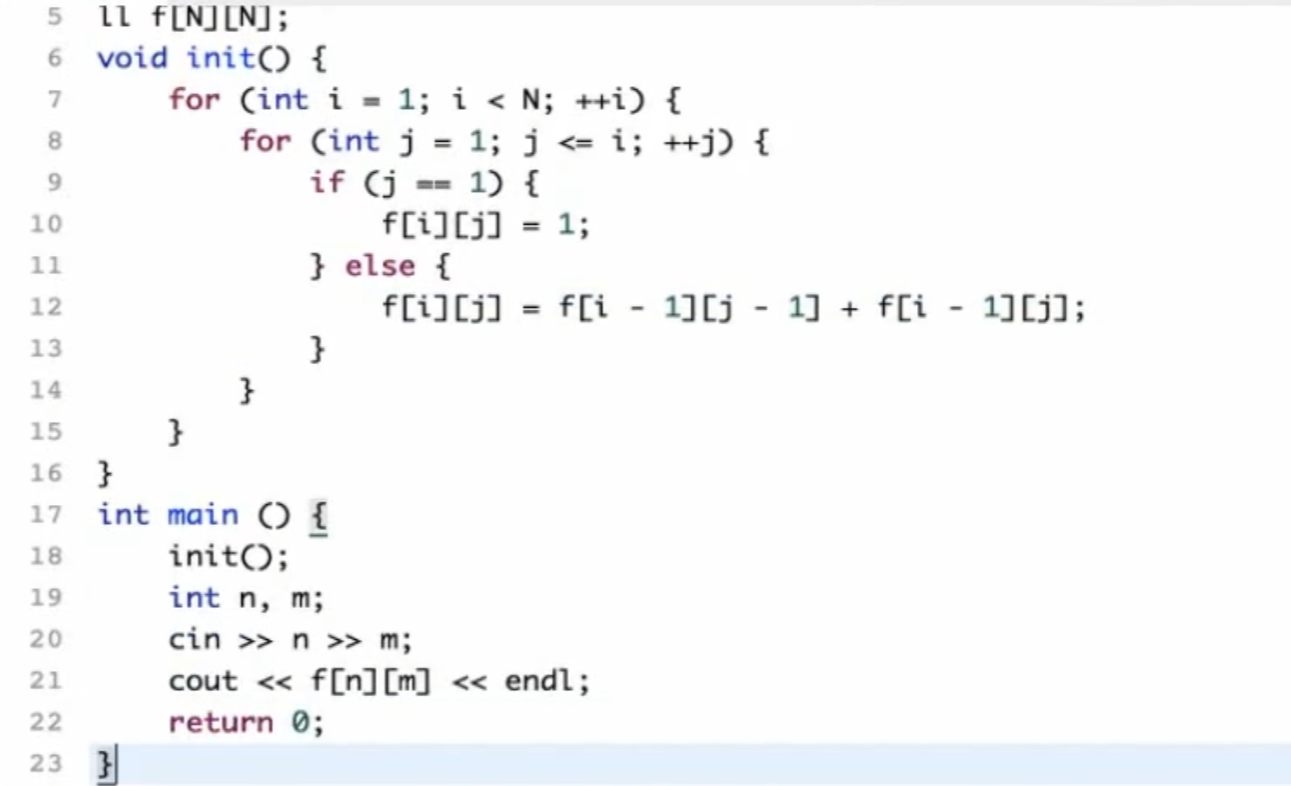 5 ll f[N][N];
6 void init() {
7 for (int i = 1; i < N; ++i) {
8 for (int j = 1; j <= i; ++j) {
9 if (j == 1) {
10 f[i][j] = 1;
11 } else {
12 f[i][j] = f[i - 1][j - 1] + f[i - 1][j];
13 }
14 }
15 }
16 }
17 int main () {
18 init();
19 int n, m;
20 cin >> n >> m;
21 cout << f[n][m] << endl;
22 return 0;
23 }